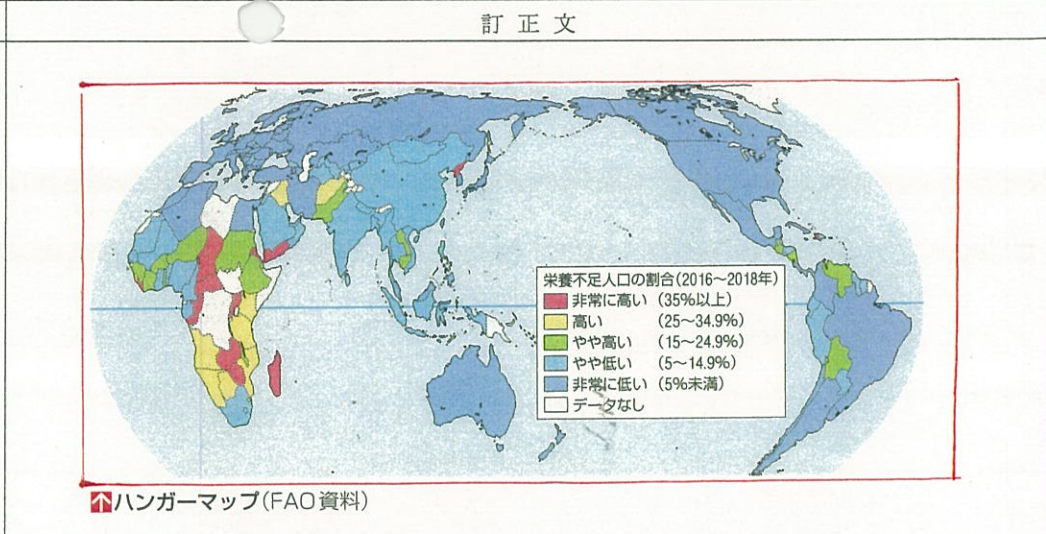 訂正文
栄養不足人口の割合(2016～2018年)
非常に高い (35%以上)
高い (25～34.9%)
やや高い (15～24.9%)
やや低い (5～14.9%)
非常に低い (5%未満)
データなし
ハンガーマップ(FAO資料)